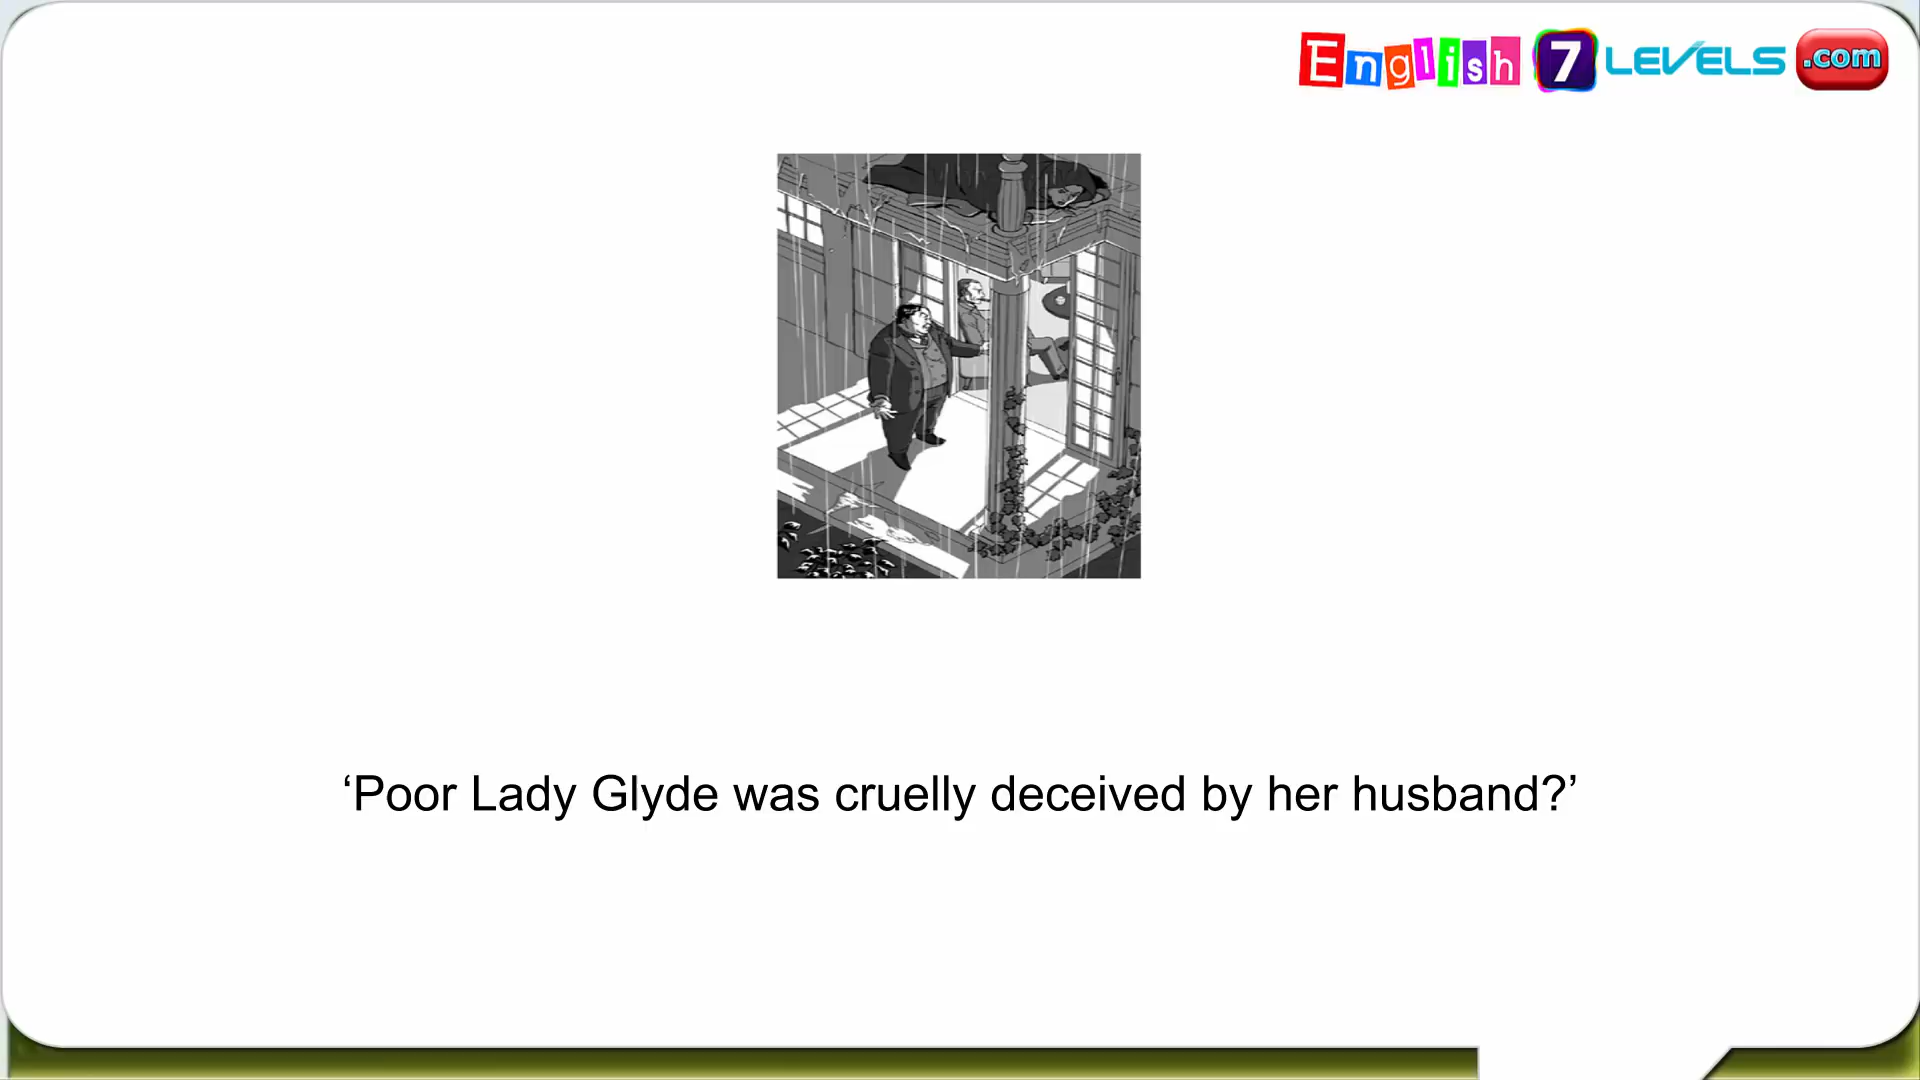 English 7 LEVELS .com
‘Poor Lady Glyde was cruelly deceived by her husband?’